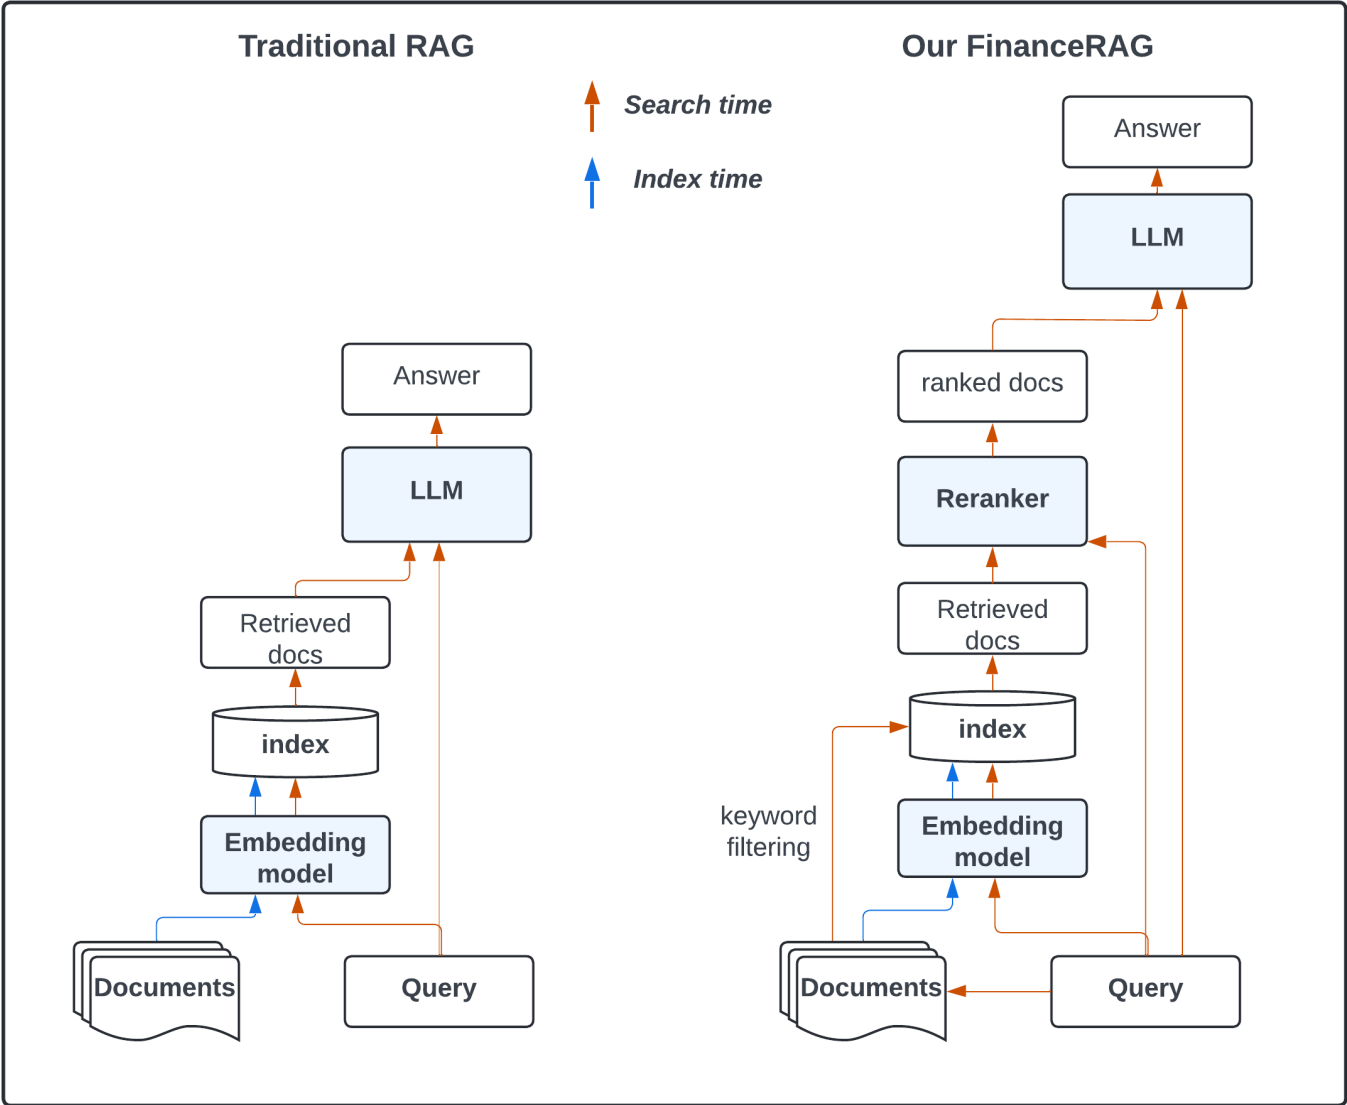 Traditional RAG
Our FinanceRAG
Search time
Index time
Answer
LLM
Retrieved
docs
index
Embedding
model
Documents
Query
Answer
LLM
ranked docs
Reranker
Retrieved
docs
index
keyword
filtering
Embedding
model
Documents
Query